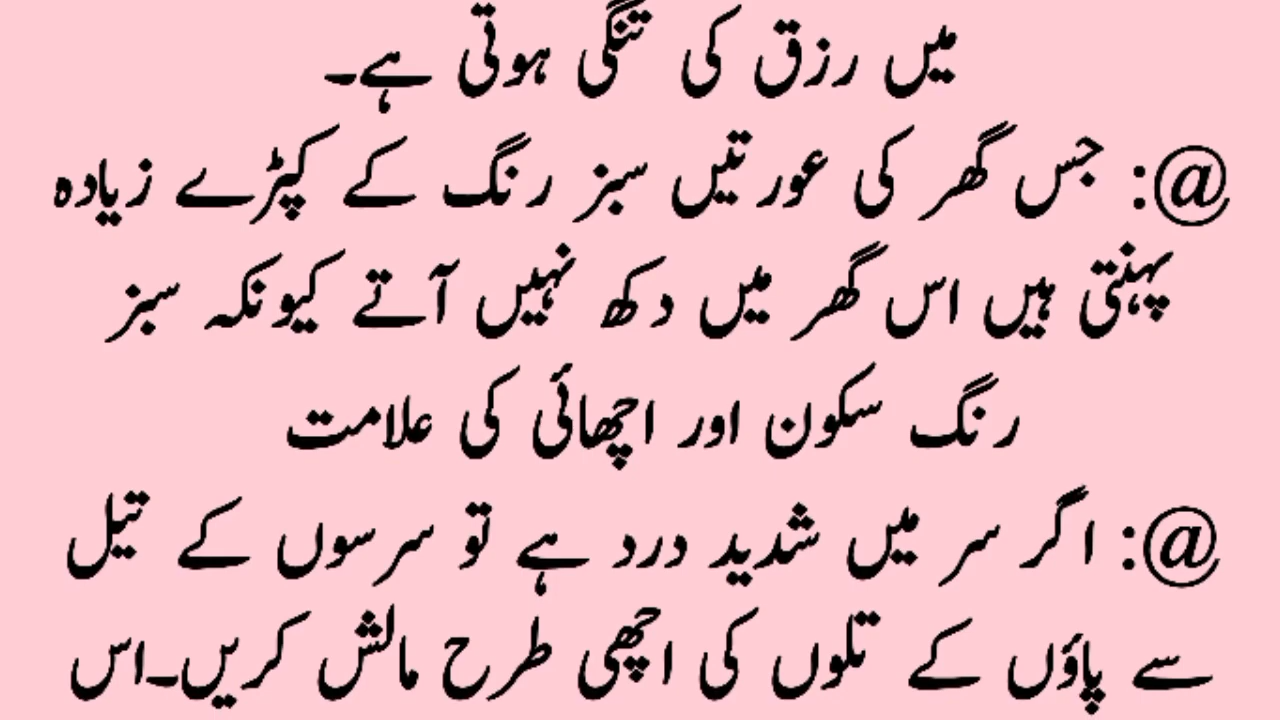 میں رزق کی تنگی ہوتی ہے۔
@: جس گھر کی عورتیں سبز رنگ کے کپڑے زیادہ
پہنتی ہیں اس گھر میں دکھ نہیں آتے کیونکہ سبز
رنگ سکون اور اچھائی کی علامت
@: اگر سر میں شدید درد ہے تو سرسوں کے تیل
سے پاؤں کے تلوں کی اچھی طرح مالش کریں۔اس